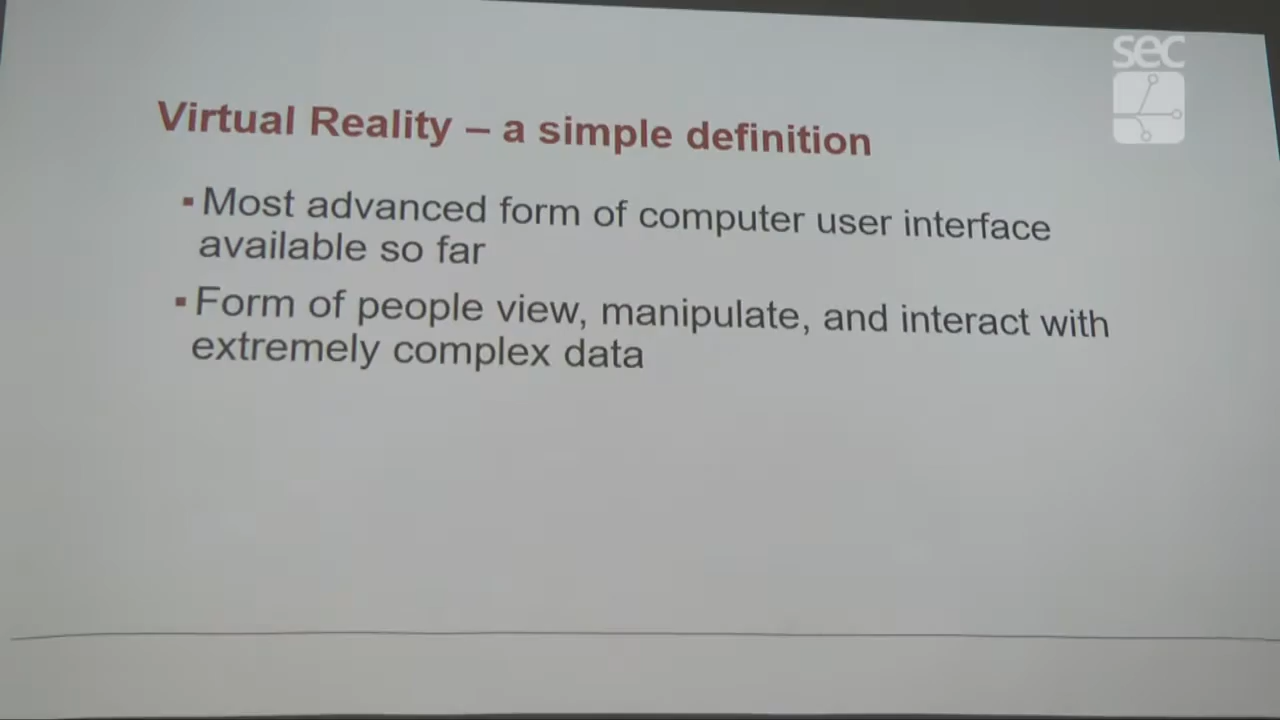 sec
Virtual Reality – a simple definition
▪ Most advanced form of computer user interface
available so far
▪ Form of people view, manipulate, and interact with
extremely complex data